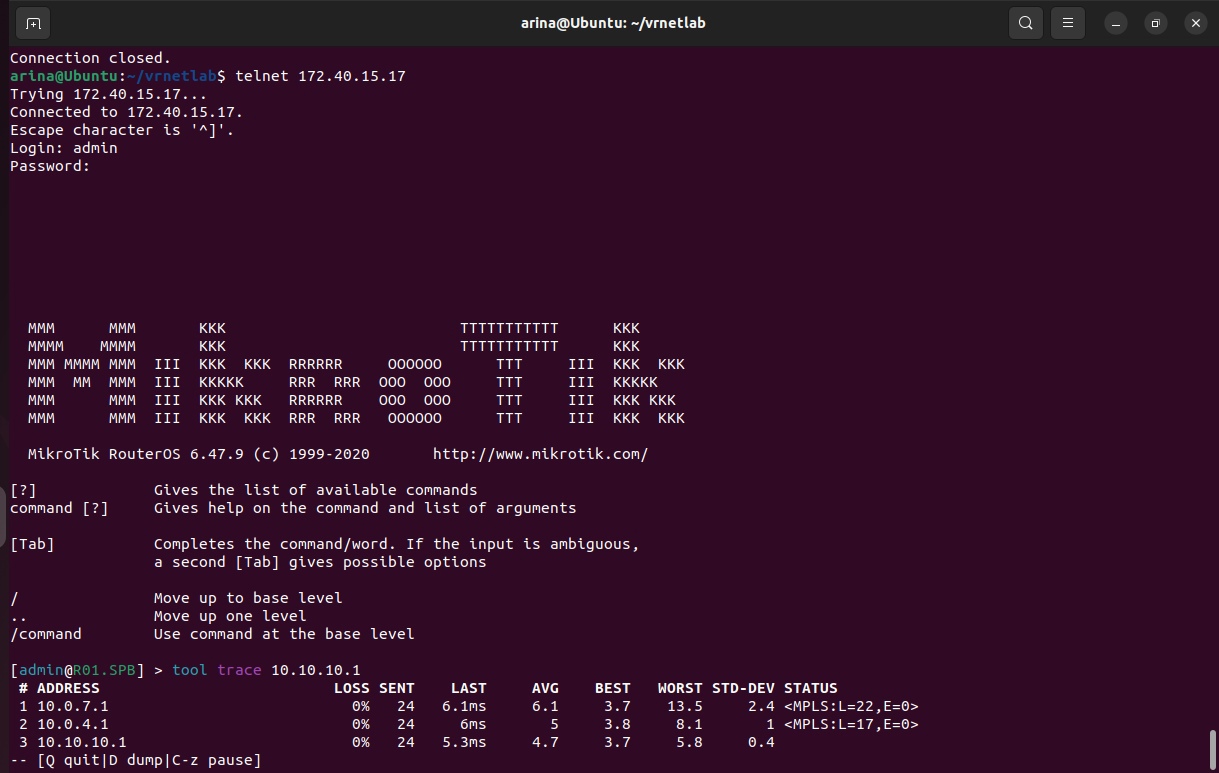 arina@Ubuntu: ~/vrnetlab
Connection closed.
arina@Ubuntu:~/vrnetlab$ telnet 172.40.15.17
Trying 172.40.15.17...
Connected to 172.40.15.17.
Escape character is '^]'.
Login: admin
Password:
  MMM      MMM       KKK                          TTTTTTTTTTT      KKK
  MMMM    MMMM       KKK                          TTTTTTTTTTT      KKK
  MMM MMMM MMM  III  KKK  KKK  RRRRRR     OOOOOO      TTT     III  KKK  KKK
  MMM  MM  MMM  III  KKKKK     RRR  RRR  OOO  OOO     TTT     III  KKKKK
  MMM      MMM  III  KKK KKK   RRRRRR    OOO  OOO     TTT     III  KKK KKK
  MMM      MMM  III  KKK  KKK  RRR  RRR   OOOOOO      TTT     III  KKK  KKK
  MikroTik RouterOS 6.47.9 (c) 1999-2020       http://www.mikrotik.com/
[?]             Gives the list of available commands
command [?]     Gives help on the command and list of arguments
[Tab]           Completes the command/word. If the input is ambiguous,
                a second [Tab] gives possible options
/               Move up to base level
..              Move up one level
/command        Use command at the base level
[admin@R01.SPB] > tool trace 10.10.10.1
 # ADDRESS                          LOSS SENT    LAST     AVG    BEST   WORST STD-DEV STATUS
 1 10.0.7.1                           0%   24   6.1ms     6.1     3.7    13.5     2.4 <MPLS:L=22,E=0>
 2 10.0.4.1                           0%   24     6ms       5     3.8     8.1       1 <MPLS:L=17,E=0>
 3 10.10.10.1                         0%   24   5.3ms     4.7     3.7     5.8     0.4
-- [Q quit|D dump|C-z pause]